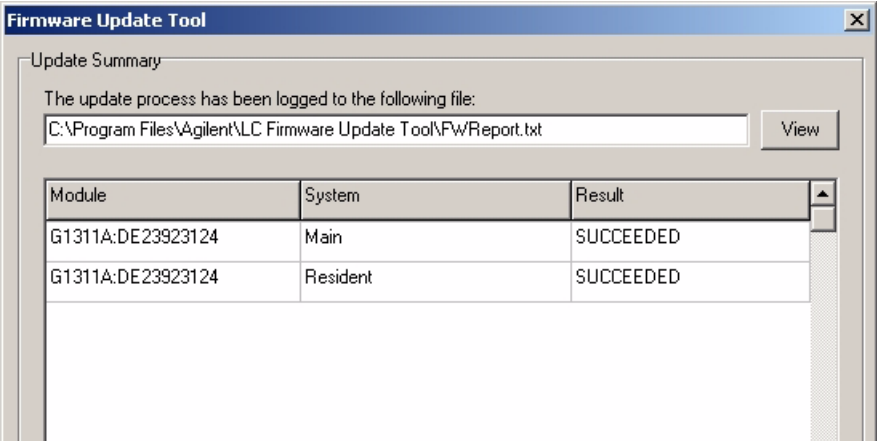 Firmware Update Tool
Update Summary
The update process has been logged to the following file:
C:\Program Files\Agilent\LC Firmware Update Tool\FWReport.txt
View
Module System Result
G1311A:DE23923124 Main SUCCEEDED
G1311A:DE23923124 Resident SUCCEEDED